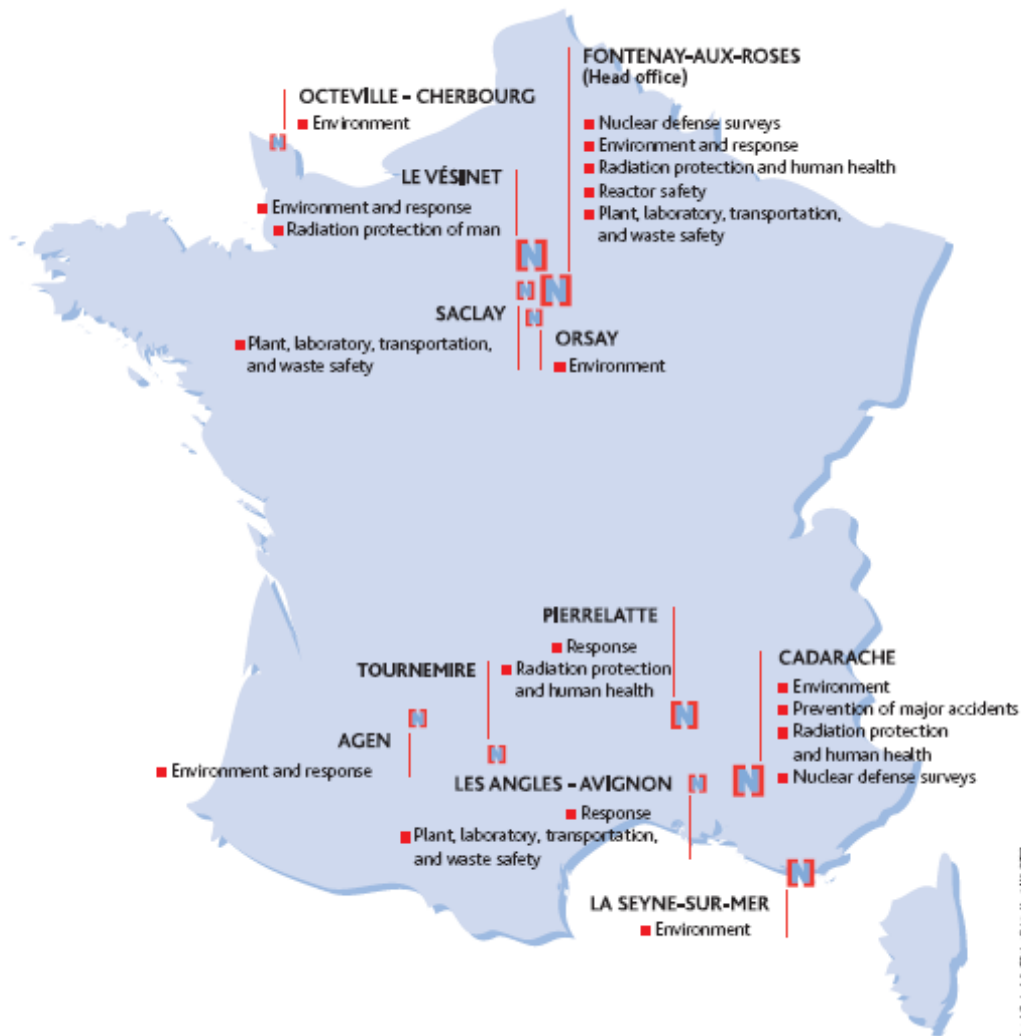 FONTENAY-AUX-ROSES
(Head office)
■ Nuclear defense surveys
■ Environment and response
■ Radiation protection and human health
■ Reactor safety
■ Plant, laboratory, transportation,
and waste safety
OCTEVILLE - CHERBOURG
■ Environment
[N]
LE VÉSINET
■ Environment and response
■ Radiation protection of man
[N]
[N]
[N]
SACLAY
■ Plant, laboratory, transportation,
and waste safety
[N]
ORSAY
■ Environment
PIERRELATTE
■ Response
■ Radiation protection
and human health
[N]
CADARACHE
■ Environment
■ Prevention of major accidents
■ Radiation protection
and human health
■ Nuclear defense surveys
[N]
TOURNEMIRE
[N]
AGEN
■ Environment and response
[N]
LES ANGLES - AVIGNON
■ Response
■ Plant, laboratory, transportation,
and waste safety
[N]
LA SEYNE-SUR-MER
■ Environment
[N]